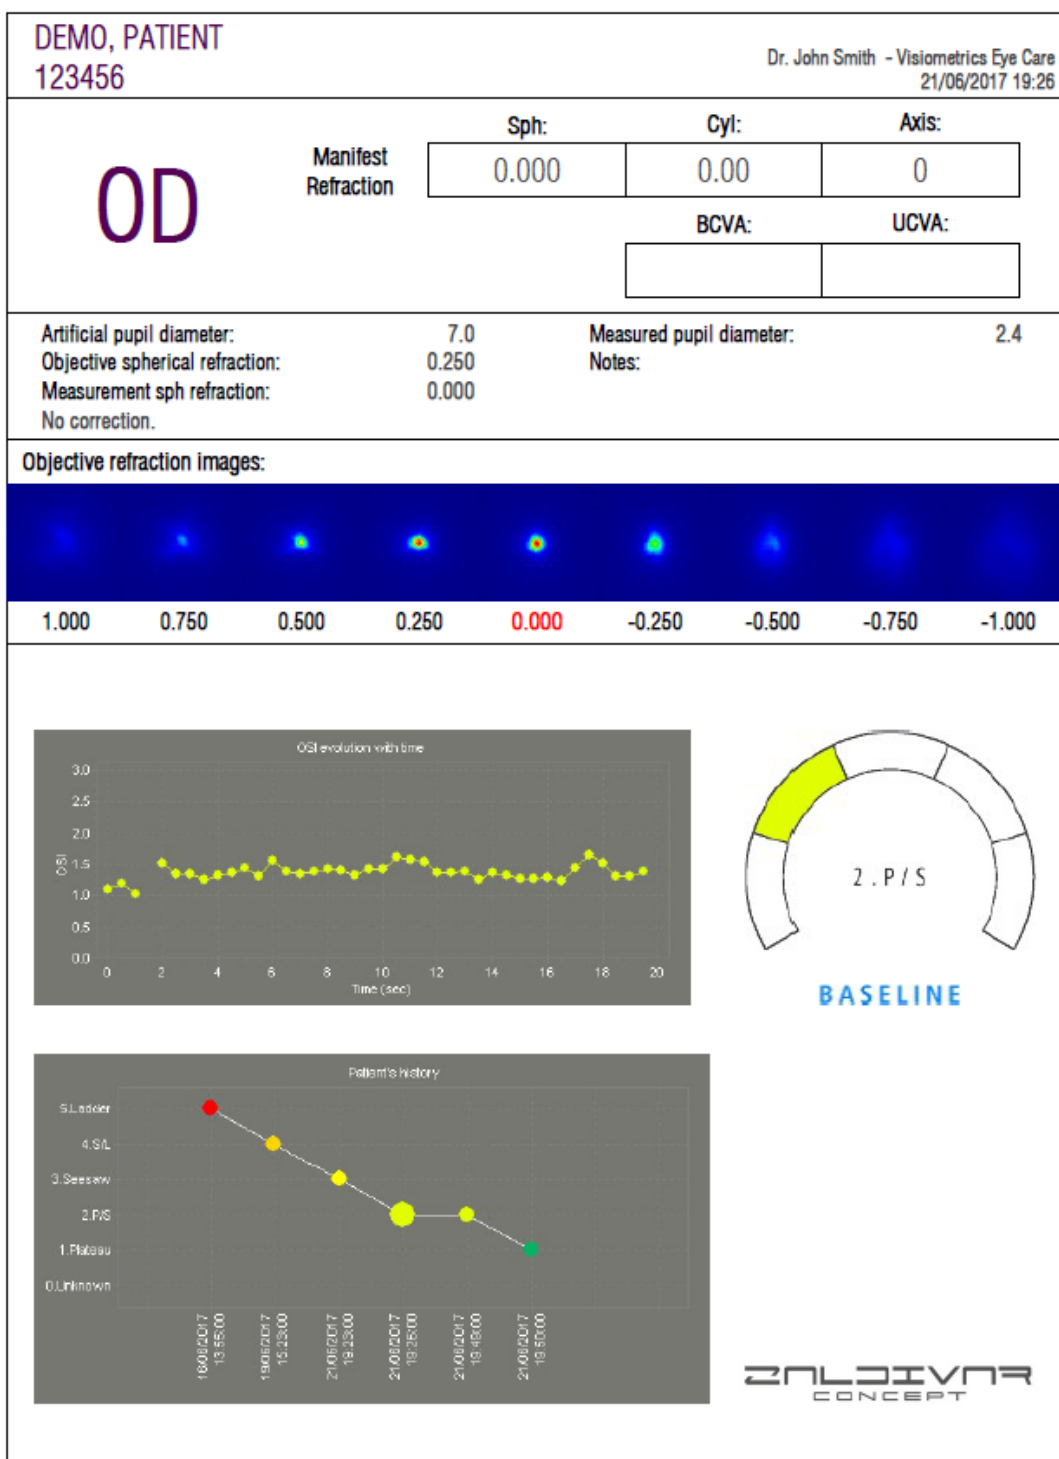 DEMO, PATIENT
123456
Dr. John Smith - Visiometrics Eye Care
21/06/2017 19:26
OD
Manifest
Refraction
Sph: Cyl: Axis:
0.000 0.00 0
BCVA: UCVA:
Artificial pupil diameter: 7.0
Objective spherical refraction: 0.250
Measurement sph refraction: 0.000
No correction.
Measured pupil diameter: 2.4
Notes:
Objective refraction images:
1.000 0.750 0.500 0.250 0.000 -0.250 -0.500 -0.750 -1.000
OSI evolution with time
3.0
2.5
2.0
1.5
1.0
0.5
0.0
OSI
0 2 4 6 8 10 12 14 16 18 20
Time (sec)
2.P/S
BASELINE
Patient's history
5.Ladder
4.S/L
3.Seesaw
2.P/S
1.Plateau
0.Unknown
16/06/2017 13:55:00
19/06/2017 15:23:00
21/06/2017 19:23:00
21/06/2017 19:26:00
21/06/2017 19:49:00
21/06/2017 19:50:00
ZALDIVAR
CONCEPT